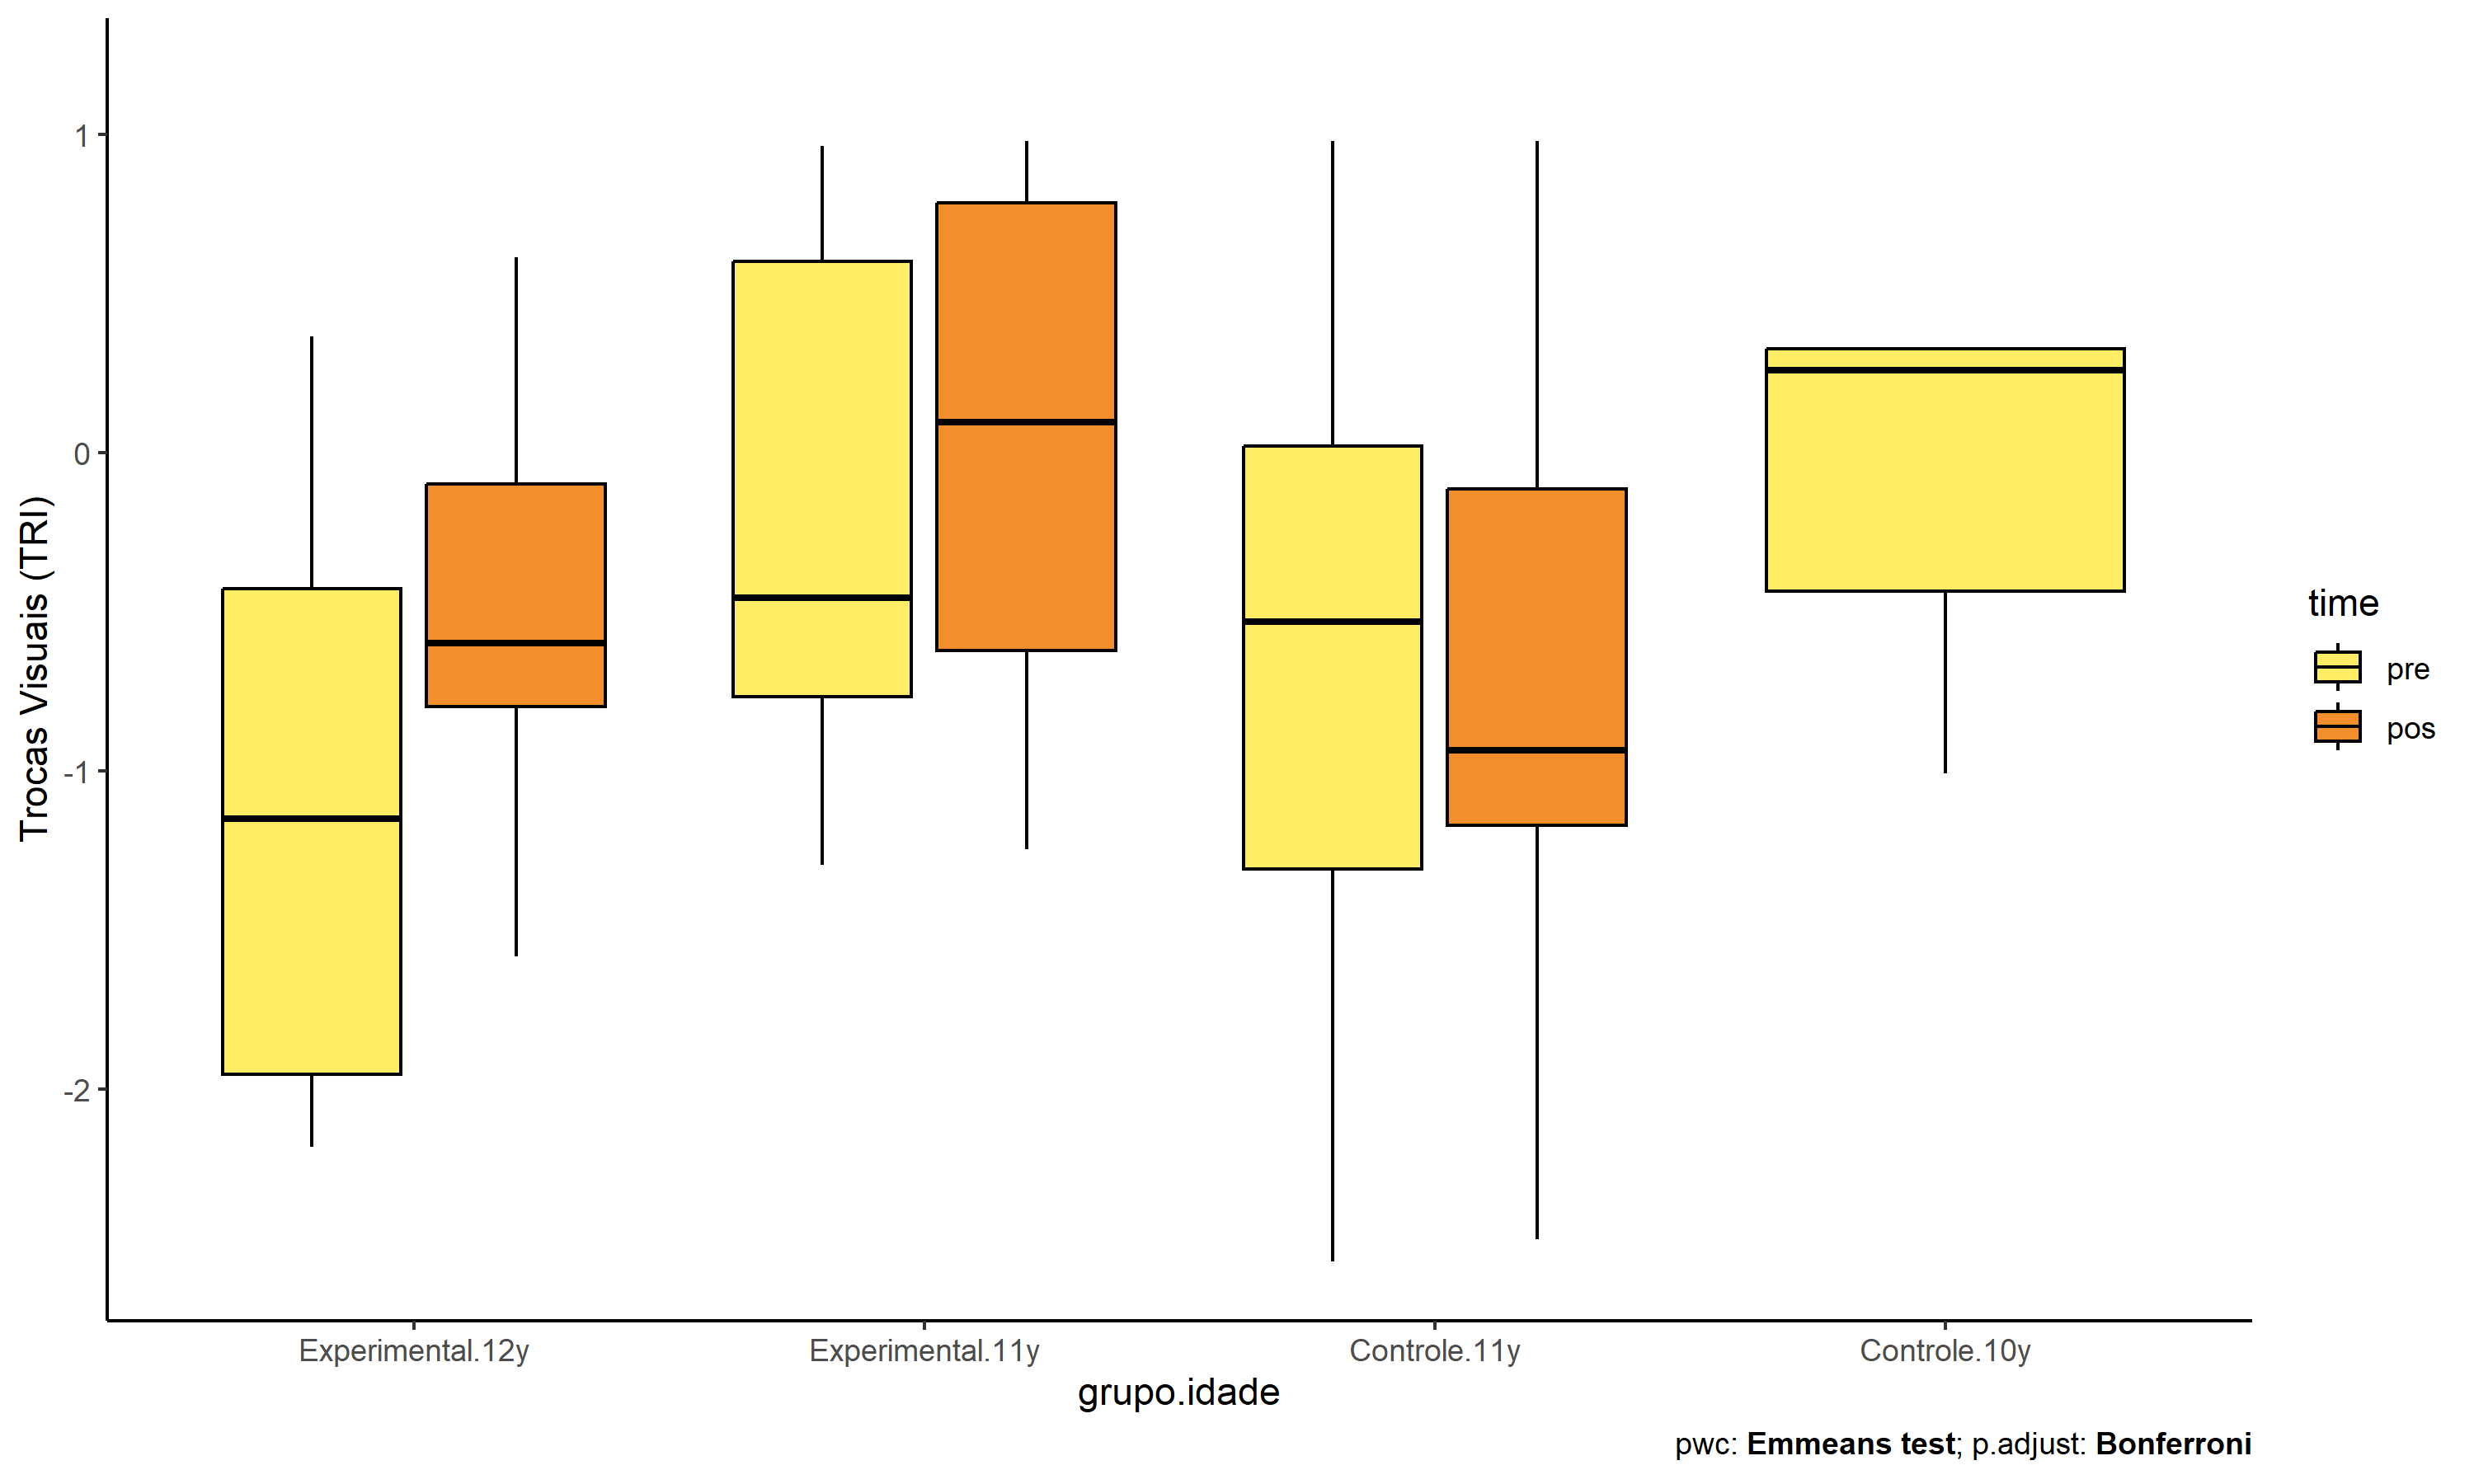 Trocas Visuais (TRI)
1
0
-1
-2
Experimental.12y
Experimental.11y
Controle.11y
Controle.10y
grupo.idade
time
pre
pos
pwc: Emmeans test; p.adjust: Bonferroni